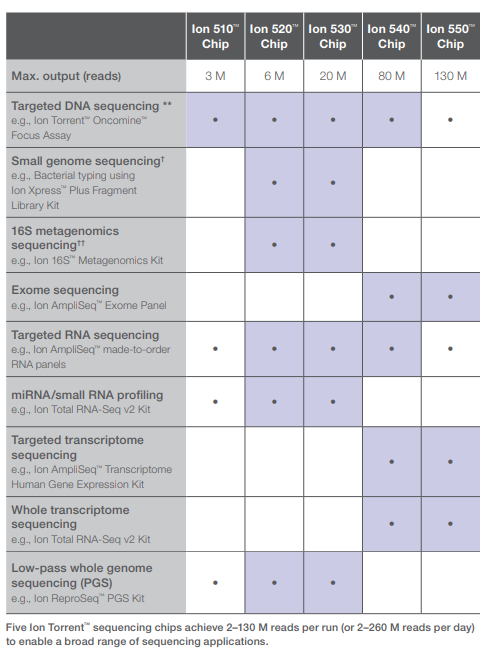 Ion 510™ Chip Ion 520™ Chip Ion 530™ Chip Ion 540™ Chip Ion 550™ Chip
Max. output (reads) 3 M 6 M 20 M 80 M 130 M
Targeted DNA sequencing ** • • • • •
e.g., Ion Torrent™ Oncomine™
Focus Assay
Small genome sequencing† • •
e.g., Bacterial typing using
Ion Xpress™ Plus Fragment
Library Kit
16S metagenomics
sequencing†† • •
e.g., Ion 16S™ Metagenomics Kit
Exome sequencing • •
e.g., Ion AmpliSeq™ Exome Panel
Targeted RNA sequencing • • • • •
e.g., Ion AmpliSeq™ made-to-order
RNA panels
miRNA/small RNA profiling • • •
e.g., Ion Total RNA-Seq v2 Kit
Targeted transcriptome
sequencing • •
e.g., Ion AmpliSeq™ Transcriptome
Human Gene Expression Kit
Whole transcriptome
sequencing • •
e.g., Ion Total RNA-Seq v2 Kit
Low-pass whole genome
sequencing (PGS) • • •
e.g., Ion ReproSeq™ PGS Kit
Five Ion Torrent™ sequencing chips achieve 2–130 M reads per run (or 2–260 M reads per day)
to enable a broad range of sequencing applications.